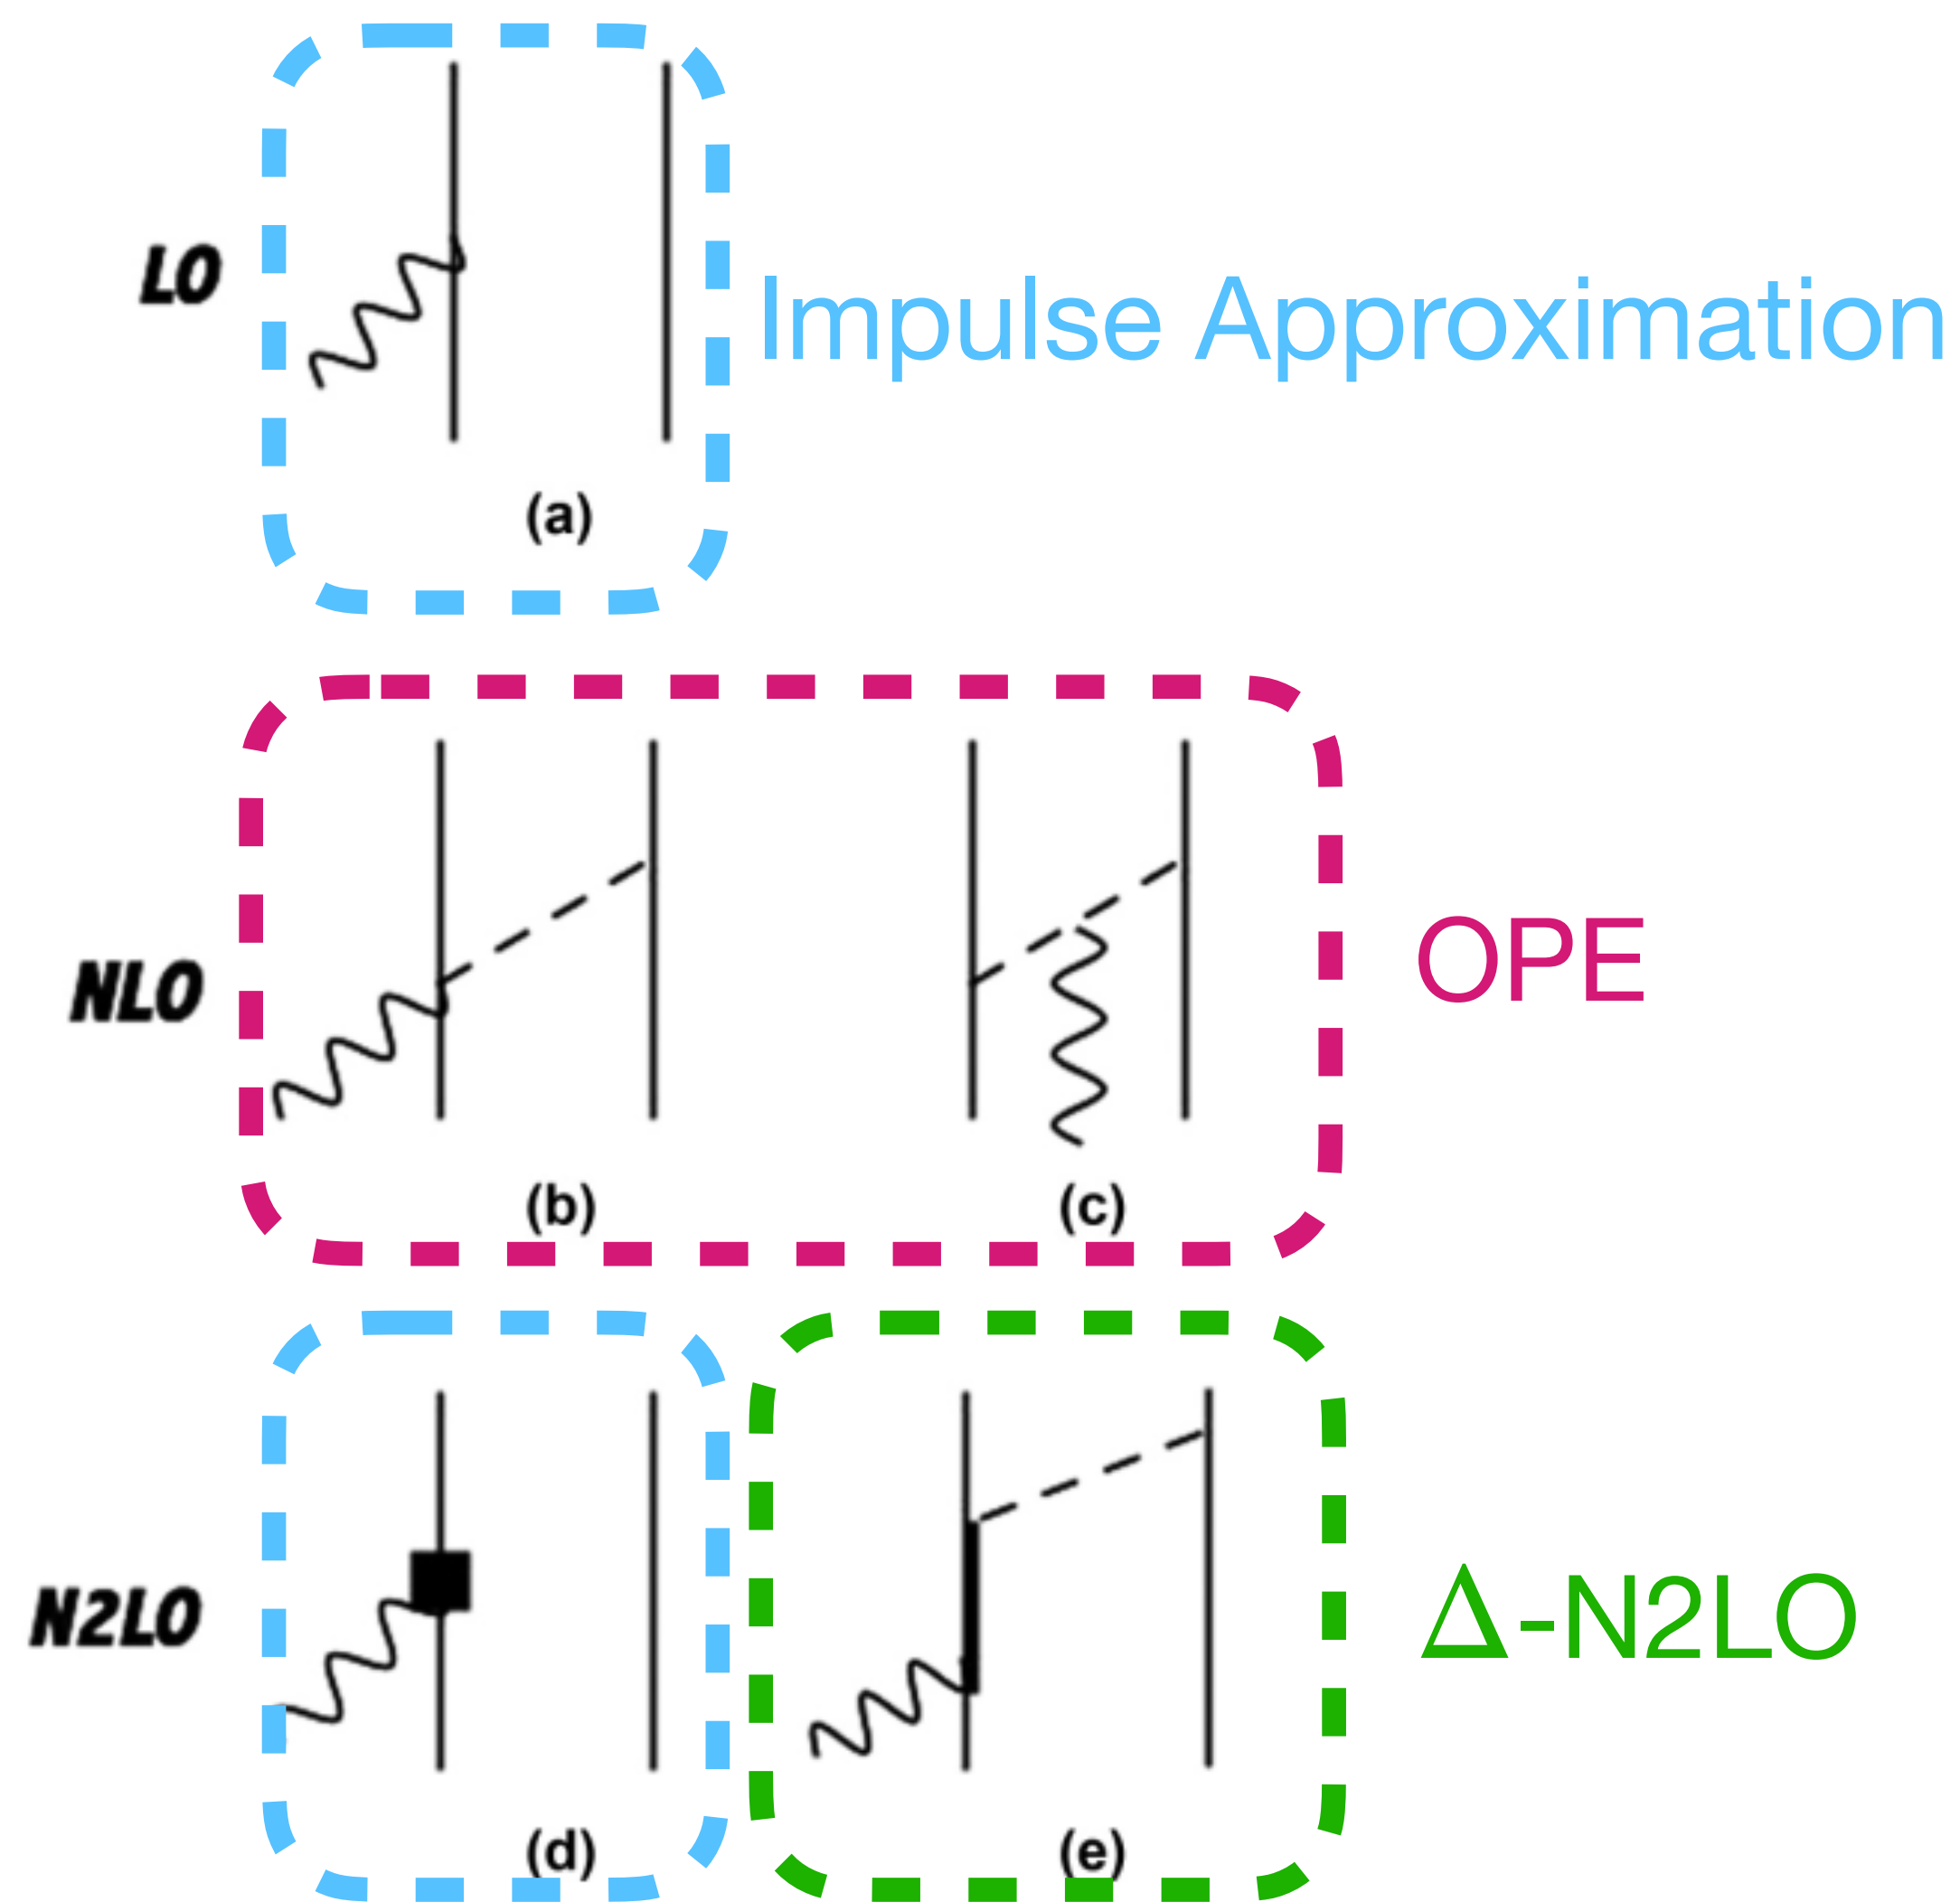 LO
Impulse Approximation
(a)
NLO
OPE
(b)
(c)
N2LO
Δ-N2LO
(d)
(e)